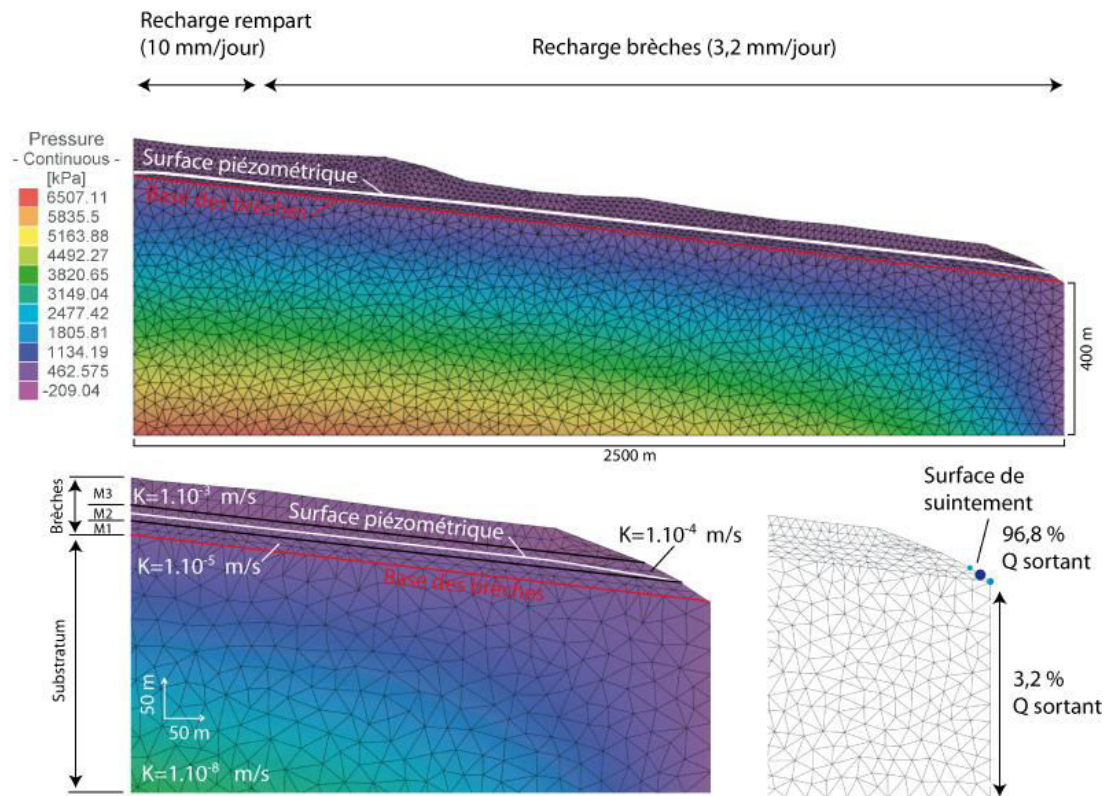 Recharge rempart
(10 mm/jour)
Recharge brèches (3,2 mm/jour)
Pressure
- Continuous -
[kPa]
6507.11
5835.5
5163.88
4492.27
3820.65
3149.04
2477.42
1805.81
1134.19
462.575
-209.04
Surface piézométrique
Base des brèches
400 m
2500 m
Brèches
M3
M2
M1
Substratum
K=1.10⁻³ m/s
Surface piézométrique
K=1.10⁻⁴ m/s
K=1.10⁻⁵ m/s
Base des brèches
50 m
50 m
K=1.10⁻⁸ m/s
Surface de
suintement
96,8 %
Q sortant
3,2 %
Q sortant